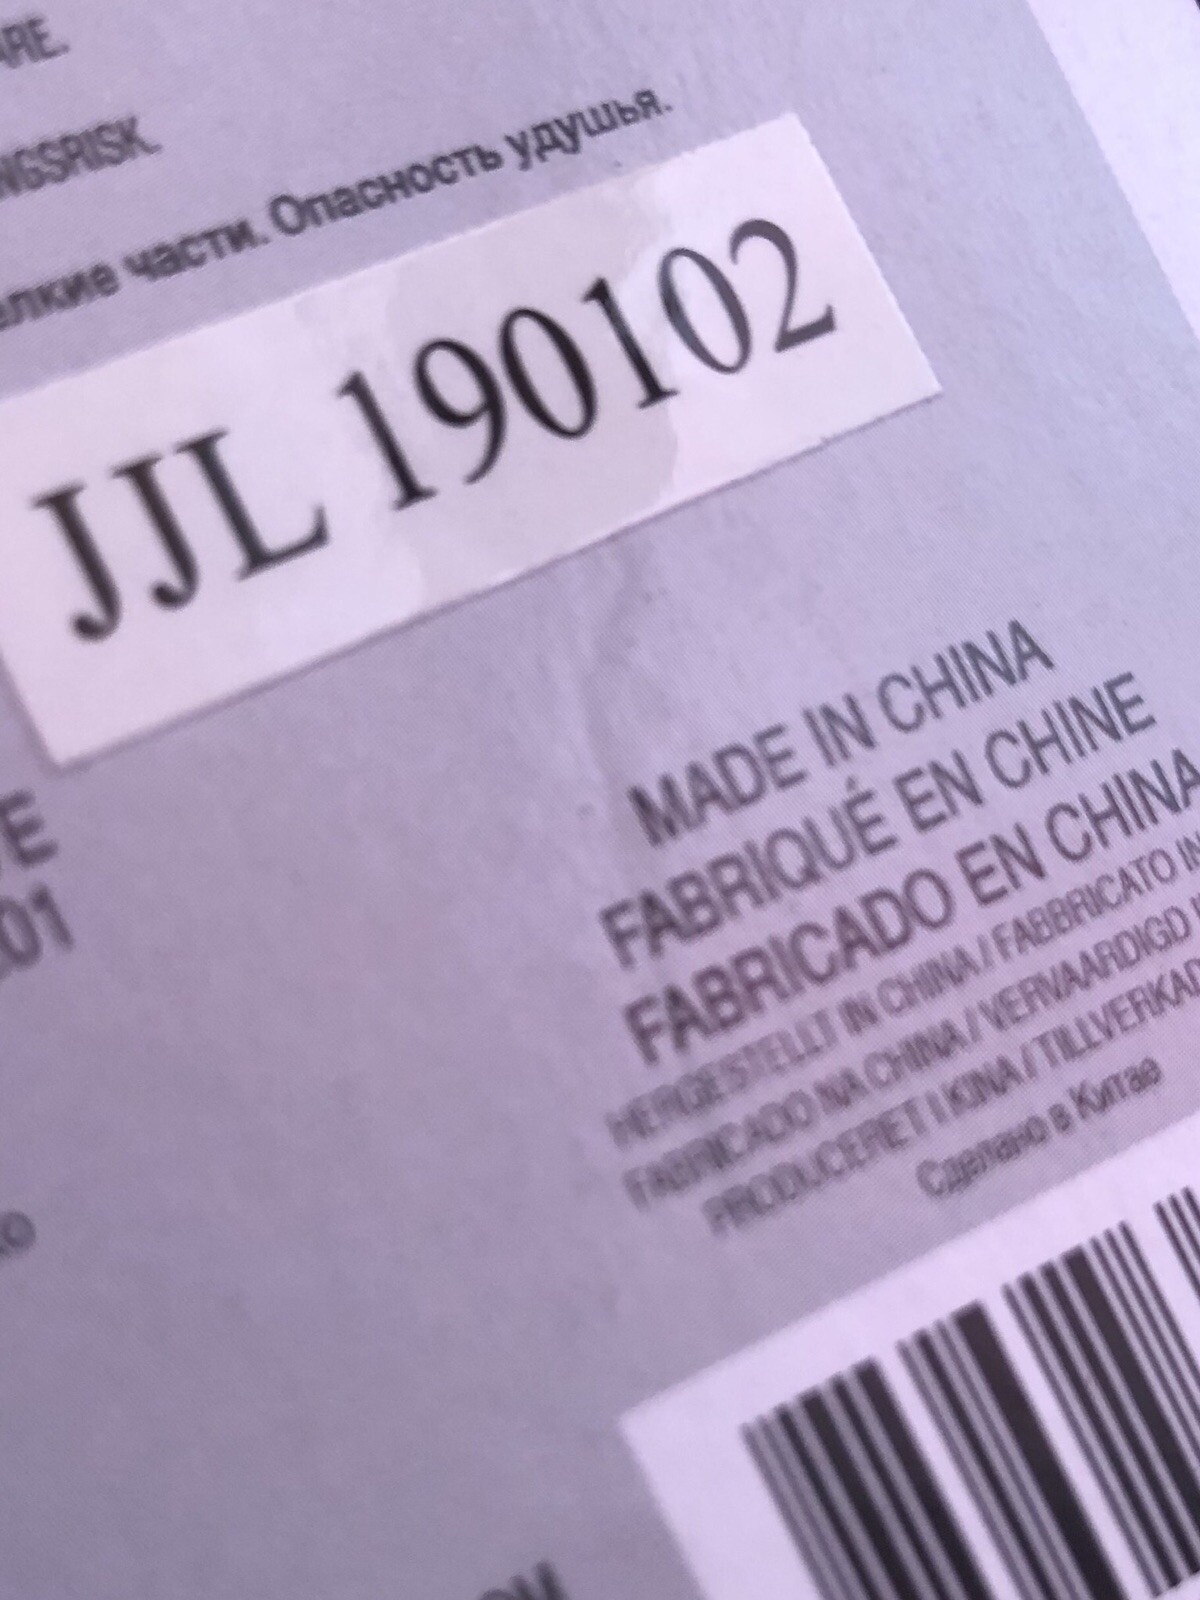 ARE.
NGSRISK.
елкие части. Опасность удушья.
JJL 190102
MADE IN CHINA
FABRIQUÉ EN CHINE
FABRICADO EN CHINA
HERGESTELLT IN CHINA / FABBRICATO IN
FABRICADO NA CHINA / VERVAARDIGD
PRODUCERET I KINA / TILLVERKAD
Сделано в Китае
01